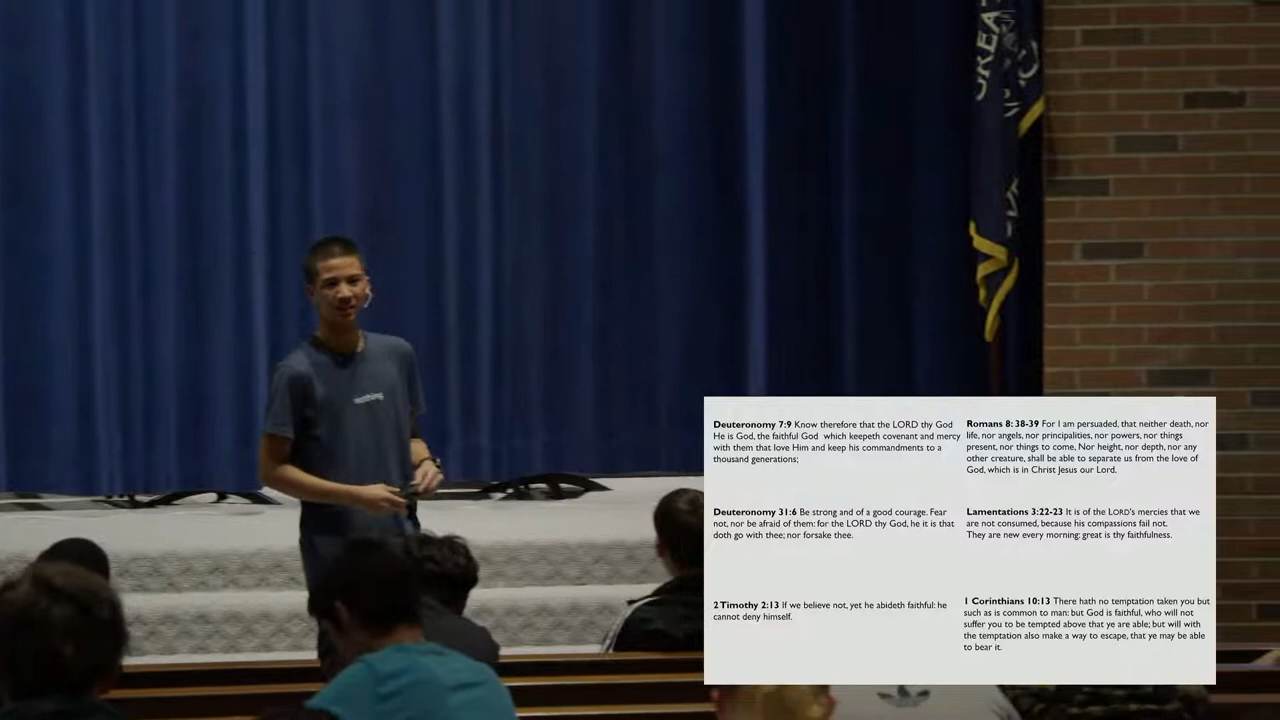 GREAT
nothing
Deuteronomy 7:9 Know therefore that the LORD thy God
He is God, the faithful God which keepeth covenant and mercy
with them that love Him and keep his commandments to a
thousand generations;
Deuteronomy 31:6 Be strong and of a good courage. Fear
not, nor be afraid of them: for the LORD thy God, he it is that
doth go with thee; nor forsake thee.
2 Timothy 2:13 If we believe not, yet he abideth faithful: he
cannot deny himself.
Romans 8: 38-39 For I am persuaded, that neither death, nor
life, nor angels, nor principalities, nor powers, nor things
present, nor things to come, Nor height, nor depth, nor any
other creature, shall be able to separate us from the love of
God, which is in Christ Jesus our Lord.
Lamentations 3:22-23 It is of the LORD's mercies that we
are not consumed, because his compassions fail not.
They are new every morning: great is thy faithfulness.
1 Corinthians 10:13 There hath no temptation taken you but
such as is common to man: but God is faithful, who will not
suffer you to be tempted above that ye are able; but will with
the temptation also make a way to escape, that ye may be able
to bear it.